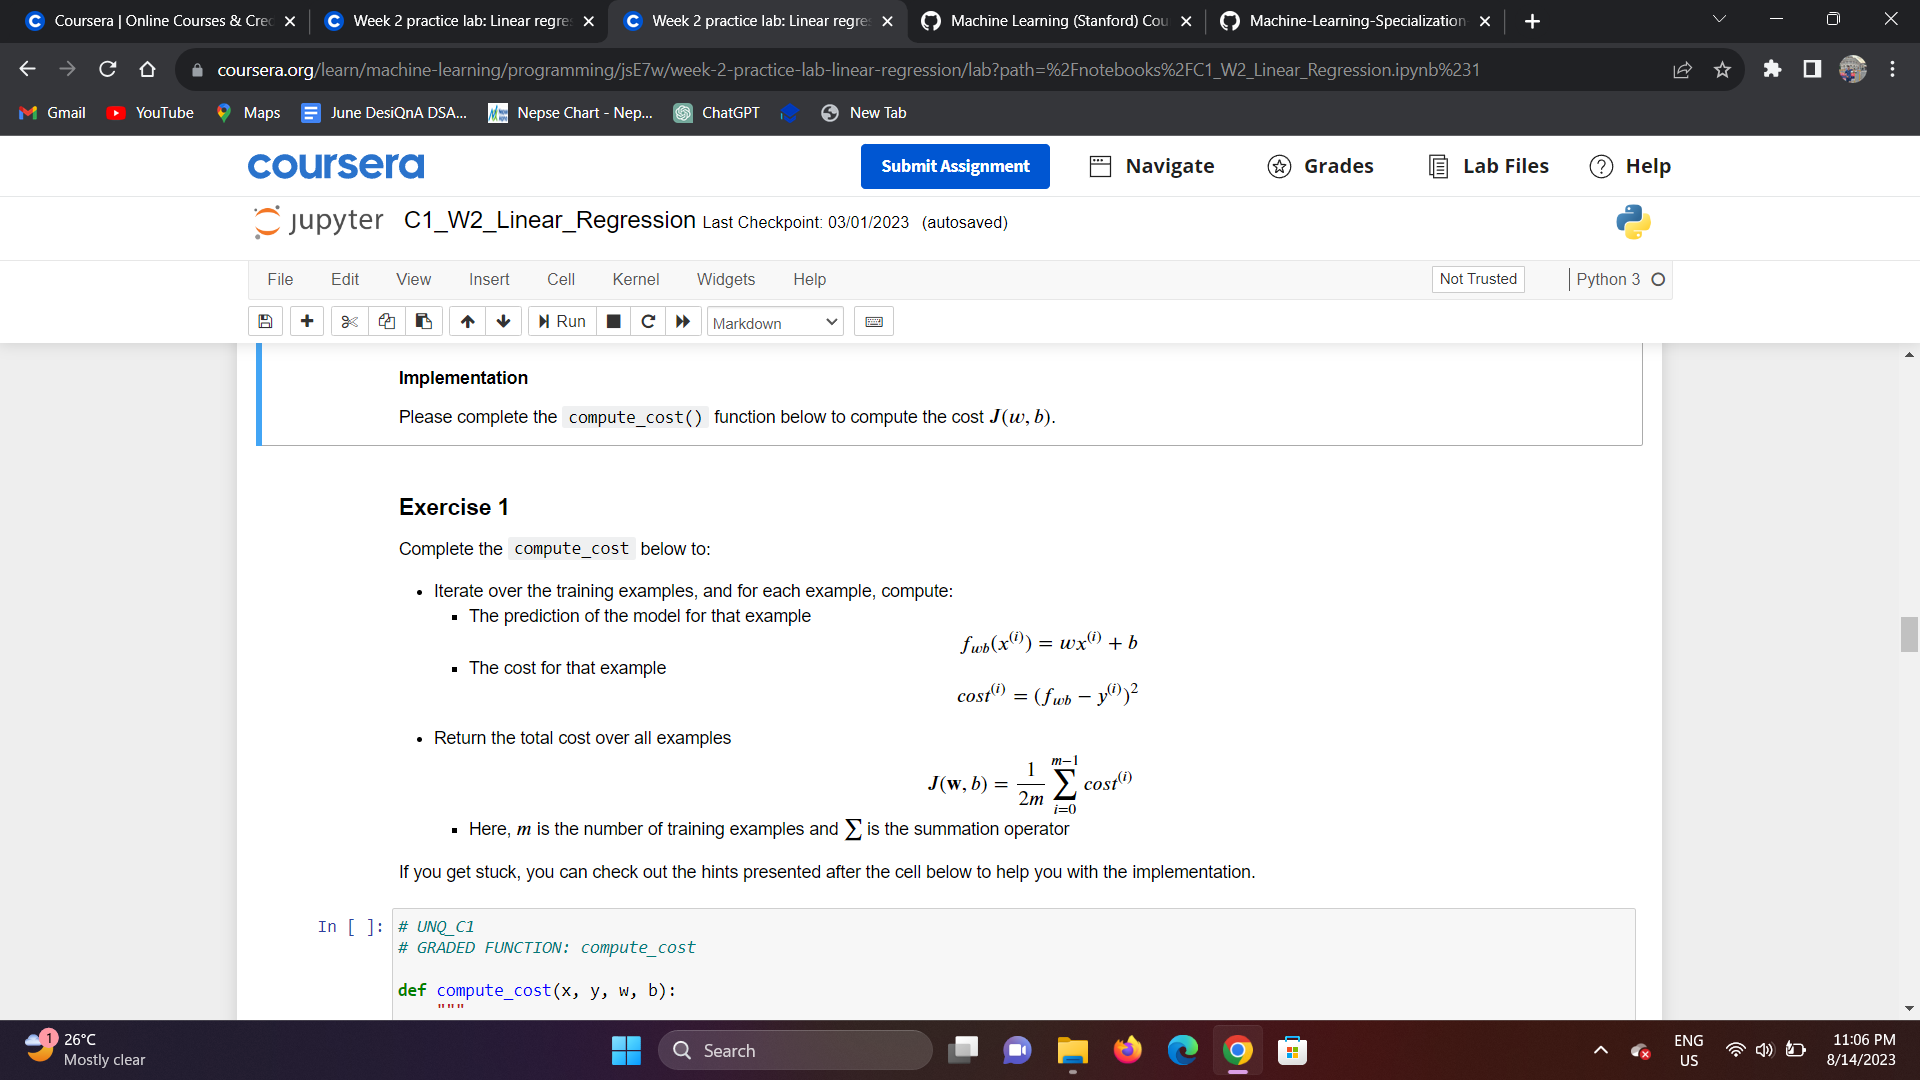 Coursera | Online Courses & Cre
Week 2 practice lab: Linear regre
Week 2 practice lab: Linear regre
Machine Learning (Stanford) Cou
Machine-Learning-Specialization
coursera.org/learn/machine-learning/programming/jsE7w/week-2-practice-lab-linear-regression/lab?path=%2Fnotebooks%2FC1_W2_Linear_Regression.ipynb%231
Gmail YouTube Maps June DesiQnA DSA... Nepse Chart - Nep... ChatGPT New Tab
coursera Submit Assignment Navigate Grades Lab Files Help
jupyter C1_W2_Linear_Regression Last Checkpoint: 03/01/2023 (autosaved)
File Edit View Insert Cell Kernel Widgets Help Not Trusted Python 3
Run Markdown
Implementation
Please complete the compute_cost() function below to compute the cost J(w, b).
Exercise 1
Complete the compute_cost below to:
• Iterate over the training examples, and for each example, compute:
▪ The prediction of the model for that example
f_wb(x^(i)) = wx^(i) + b
▪ The cost for that example
cost^(i) = (f_wb − y^(i))^2
• Return the total cost over all examples
J(w, b) = 1/2m ∑_{i=0}^{m−1} cost^(i)
▪ Here, m is the number of training examples and ∑ is the summation operator
If you get stuck, you can check out the hints presented after the cell below to help you with the implementation.
In [ ]: # UNQ_C1
# GRADED FUNCTION: compute_cost
def compute_cost(x, y, w, b):
"""
1 26°C
Mostly clear
Search
ENG
US
11:06 PM
8/14/2023